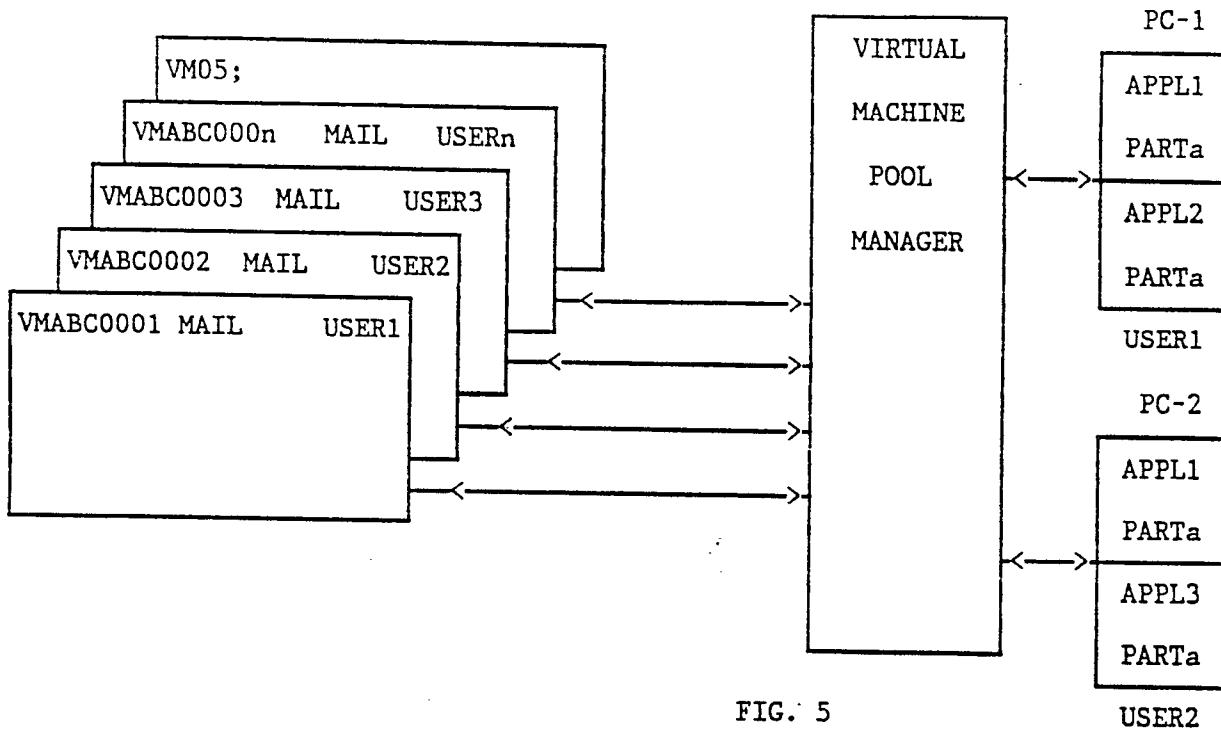 VM05;
VMABC000n MAIL USERn
VMABC0003 MAIL USER3
VMABC0002 MAIL USER2
VMABC0001 MAIL USER1
VIRTUAL
MACHINE
POOL
MANAGER
PC-1
APPL1
PARTa
APPL2
PARTa
USER1
PC-2
APPL1
PARTa
APPL3
PARTa
USER2
FIG. 5